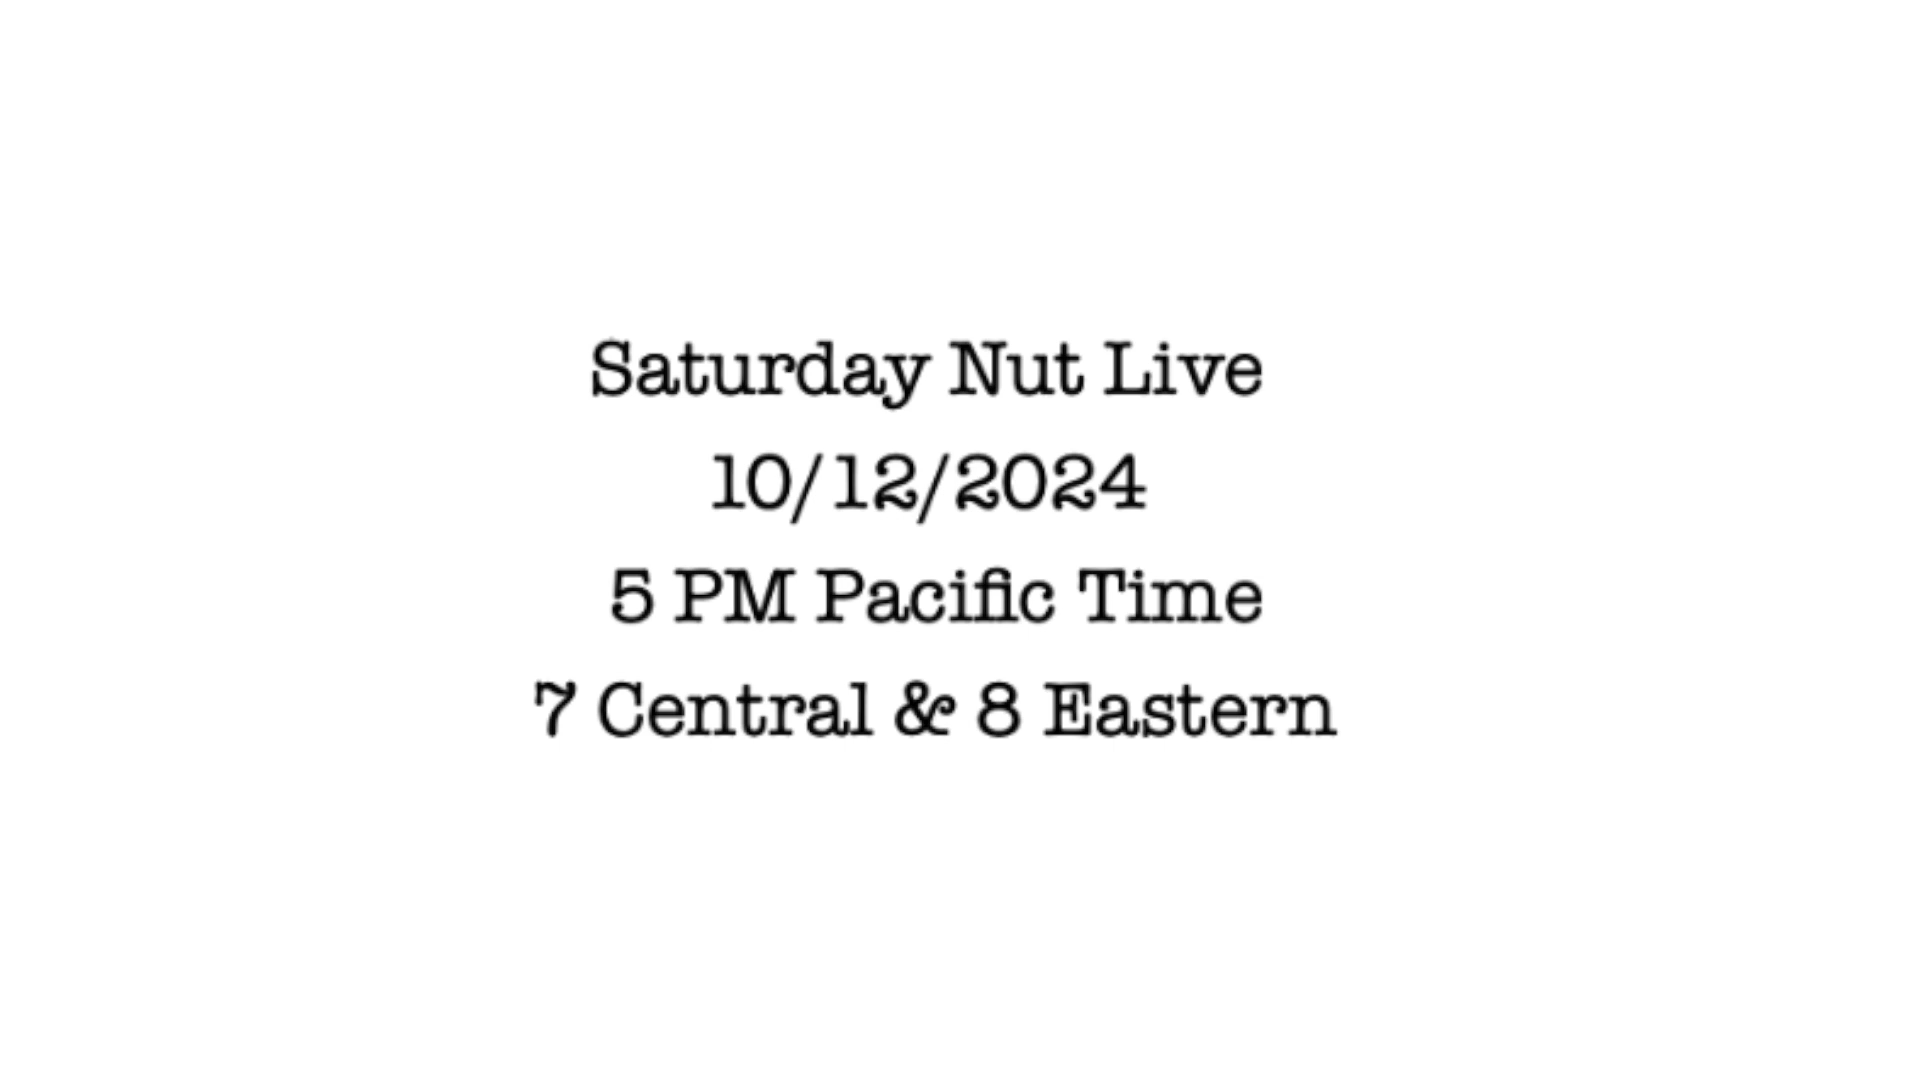 Saturday Nut Live
10/12/2024
5 PM Pacific Time
7 Central & 8 Eastern